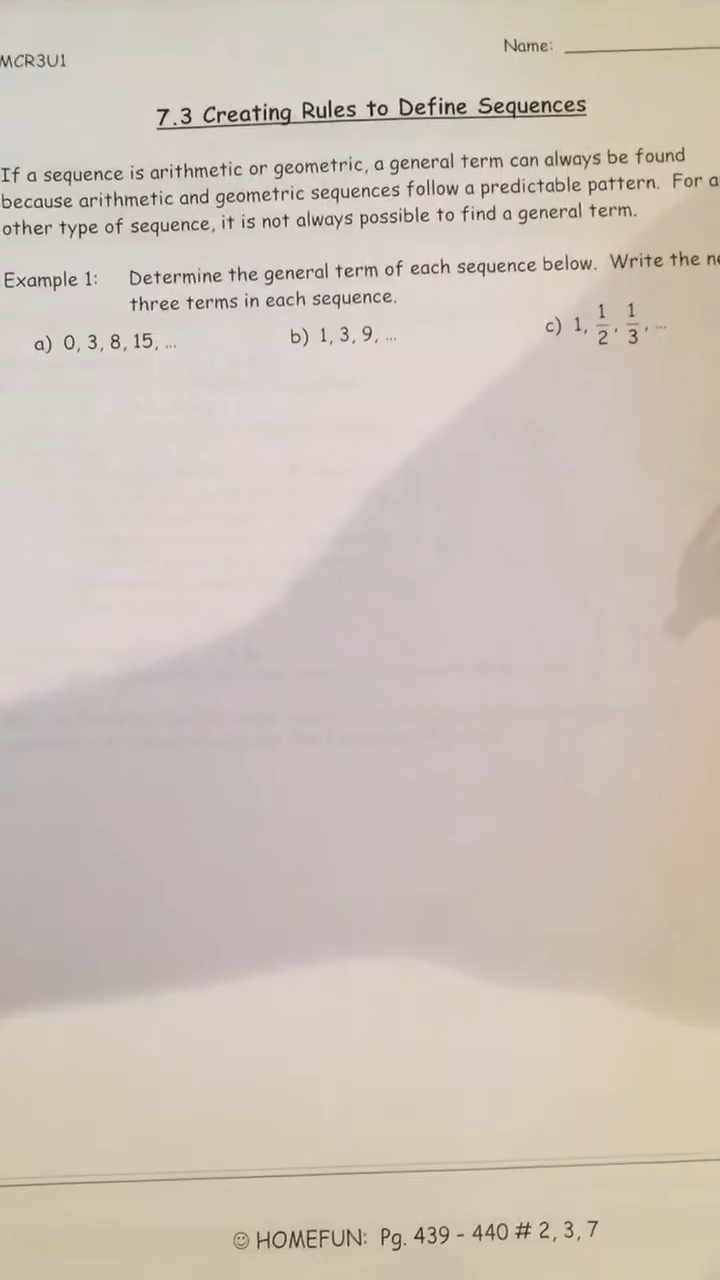 Name:
MCR3U1
7.3 Creating Rules to Define Sequences
If a sequence is arithmetic or geometric, a general term can always be found
because arithmetic and geometric sequences follow a predictable pattern. For
other type of sequence, it is not always possible to find a general term.
Example 1: Determine the general term of each sequence below. Write the
three terms in each sequence.
a) 0, 3, 8, 15, ... b) 1, 3, 9, ... c) 1, 1/2, 1/3, ...
☺ HOMEFUN: Pg. 439 - 440 # 2, 3, 7